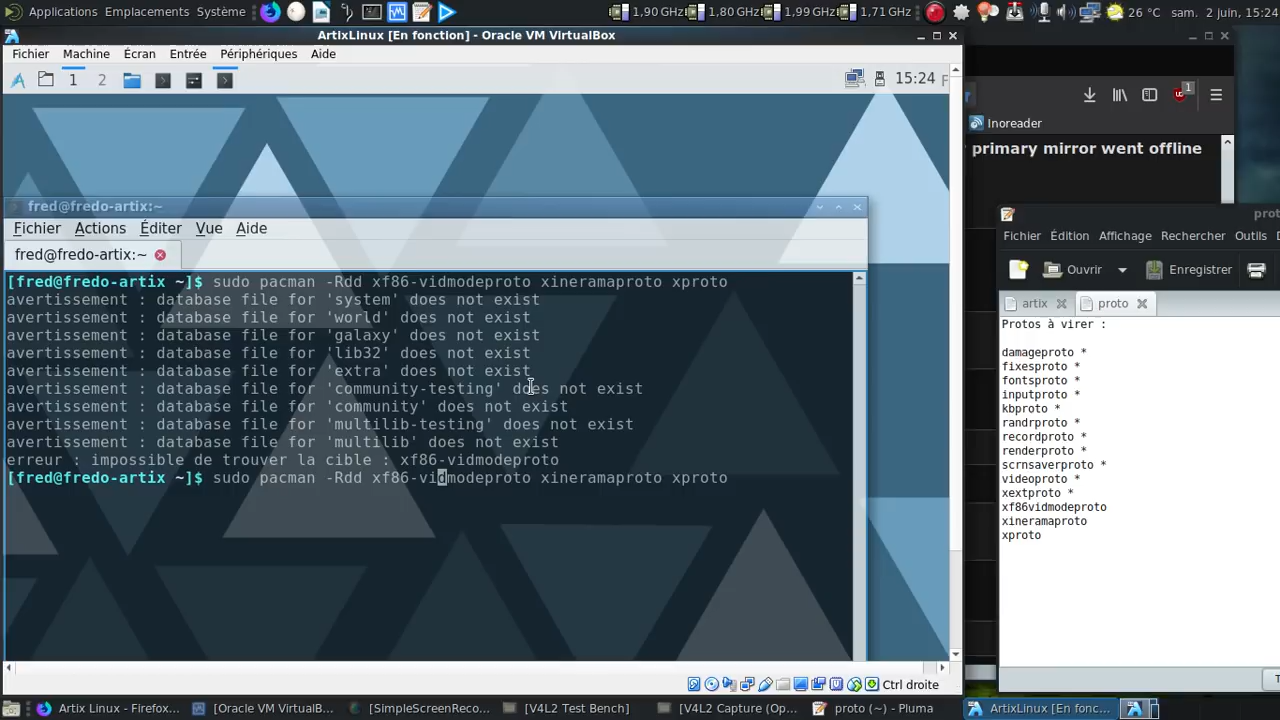 Applications Emplacements Système
1,90 GHz 1,80 GHz 1,99 GHz 1,71 GHz 26 °C sam. 2 juin, 15:24
ArtixLinux [En fonction] - Oracle VM VirtualBox
Fichier Machine Écran Entrée Périphériques Aide
1 2
15:24 F
Inoreader
primary mirror went offline
fred@fredo-artix:~
Fichier Actions Éditer Vue Aide
fred@fredo-artix:~
[fred@fredo-artix ~]$ sudo pacman -Rdd xf86-vidmodeproto xineramaproto xproto
avertissement : database file for 'system' does not exist
avertissement : database file for 'world' does not exist
avertissement : database file for 'galaxy' does not exist
avertissement : database file for 'lib32' does not exist
avertissement : database file for 'extra' does not exist
avertissement : database file for 'community-testing' does not exist
avertissement : database file for 'community' does not exist
avertissement : database file for 'multilib-testing' does not exist
avertissement : database file for 'multilib' does not exist
erreur : impossible de trouver la cible : xf86-vidmodeproto
[fred@fredo-artix ~]$ sudo pacman -Rdd xf86-vidmodeproto xineramaproto xproto
prot
Fichier Édition Affichage Rechercher Outils
Ouvrir Enregistrer
artix proto
Protos à virer :
damageproto *
fixesproto *
fontsproto *
inputproto *
kbproto *
randrproto *
recordproto *
renderproto *
scrnsaverproto *
videoproto *
xextproto *
xf86vidmodeproto
xineramaproto
xproto
Ctrl droite
Artix Linux - Firefox... [Oracle VM VirtualB... [SimpleScreenReco... [V4L2 Test Bench] [V4L2 Capture (Op... proto (~) - Pluma ArtixLinux [En fonc...